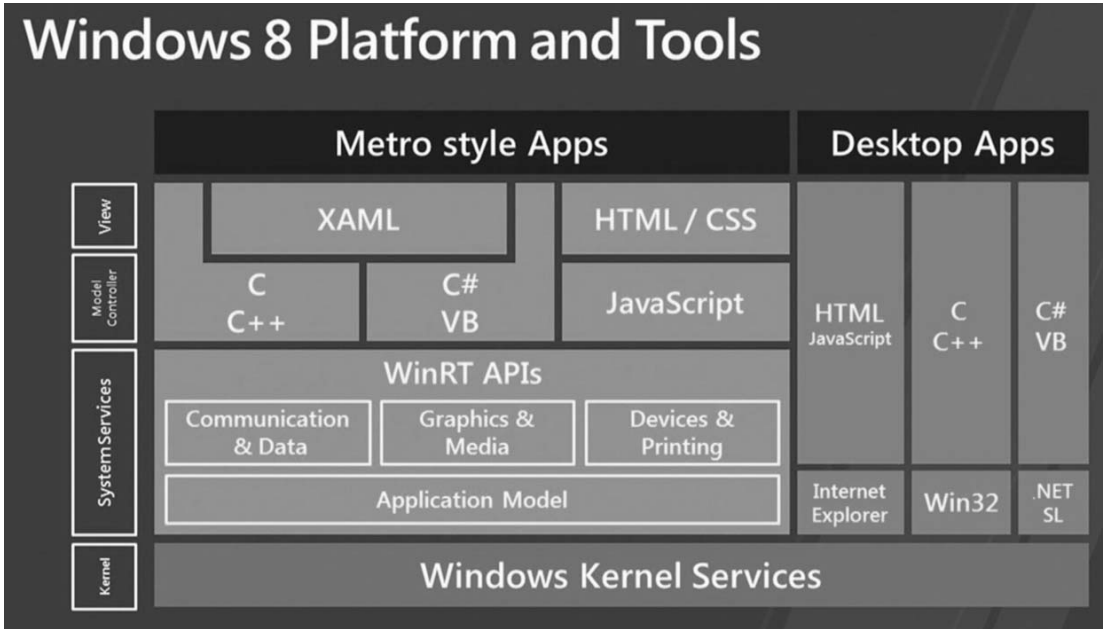 Windows 8 Platform and Tools
Metro style Apps
Desktop Apps
View
XAML
HTML / CSS
Model
Controller
C
C++
C#
VB
JavaScript
HTML
JavaScript
C
C++
C#
VB
System Services
WinRT APIs
Communication
& Data
Graphics &
Media
Devices &
Printing
Application Model
Internet
Explorer
Win32
.NET
SL
Kernel
Windows Kernel Services